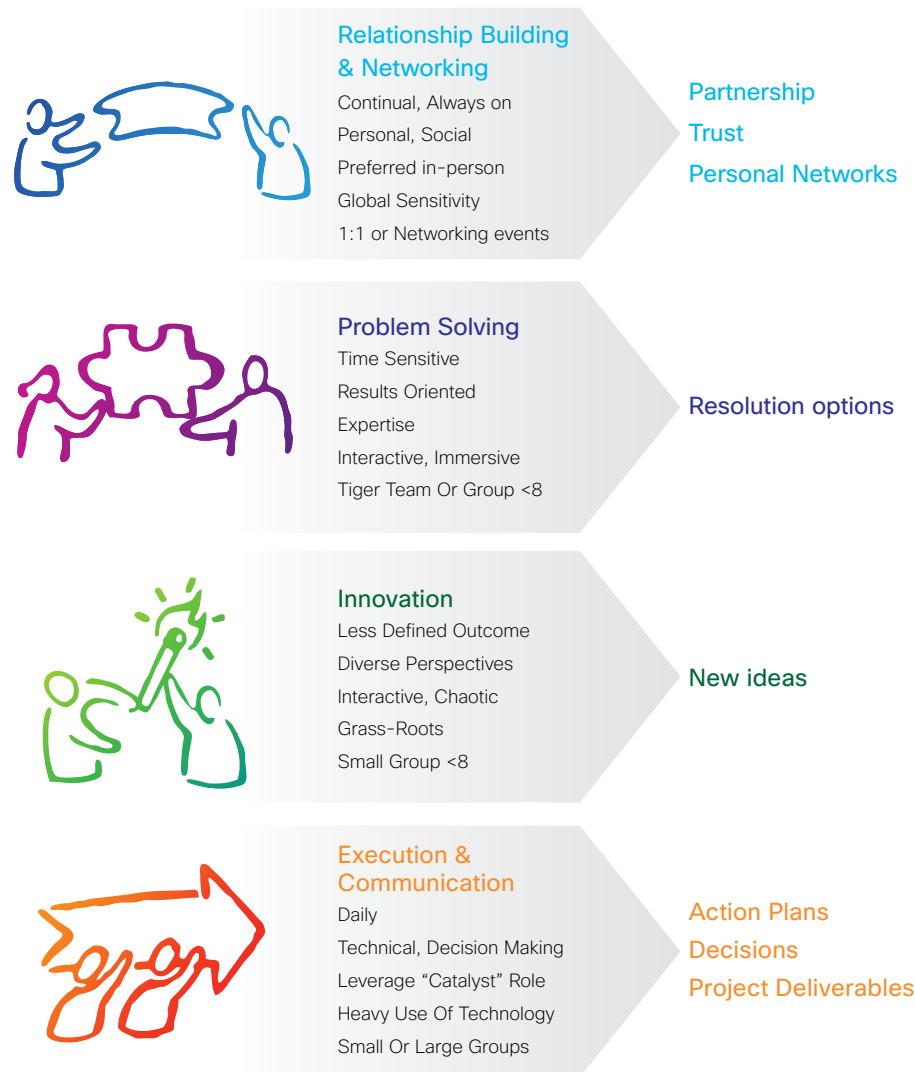 Relationship Building
& Networking
Continual, Always on
Personal, Social
Preferred in-person
Global Sensitivity
1:1 or Networking events
Partnership
Trust
Personal Networks
Problem Solving
Time Sensitive
Results Oriented
Expertise
Interactive, Immersive
Tiger Team Or Group <8
Resolution options
Innovation
Less Defined Outcome
Diverse Perspectives
Interactive, Chaotic
Grass-Roots
Small Group <8
New ideas
Execution &
Communication
Daily
Technical, Decision Making
Leverage “Catalyst” Role
Heavy Use Of Technology
Small Or Large Groups
Action Plans
Decisions
Project Deliverables